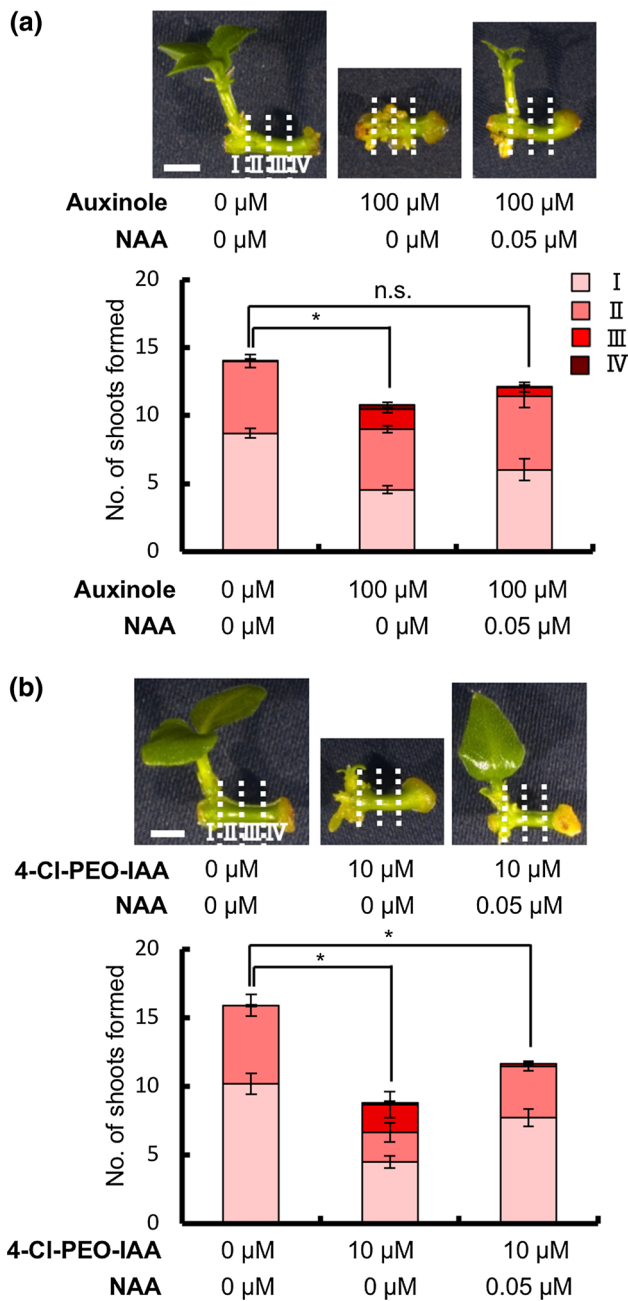 (a)
I II III IV
Auxinole 0 μM 100 μM 100 μM
NAA 0 μM 0 μM 0.05 μM
20
15
10
5
0
No. of shoots formed
n.s.
*
I
II
III
IV
Auxinole 0 μM 100 μM 100 μM
NAA 0 μM 0 μM 0.05 μM
(b)
I II III IV
4-Cl-PEO-IAA 0 μM 10 μM 10 μM
NAA 0 μM 0 μM 0.05 μM
20
15
10
5
0
No. of shoots formed
*
*
4-Cl-PEO-IAA 0 μM 10 μM 10 μM
NAA 0 μM 0 μM 0.05 μM